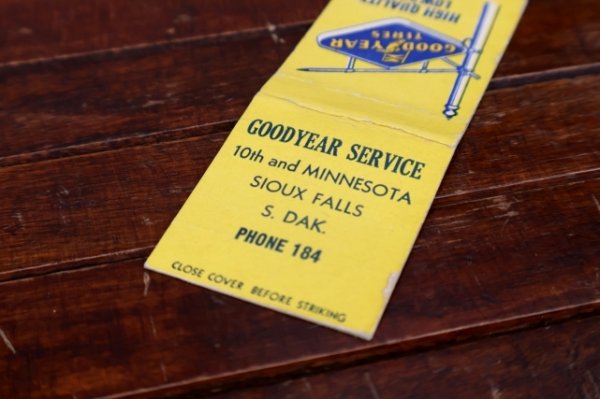 GOODYEAR SERVICE
10th and MINNESOTA
SIOUX FALLS
S. DAK.
PHONE 184
CLOSE COVER BEFORE STRIKING
GOODYEAR
TIRES
HIGH QUALITY